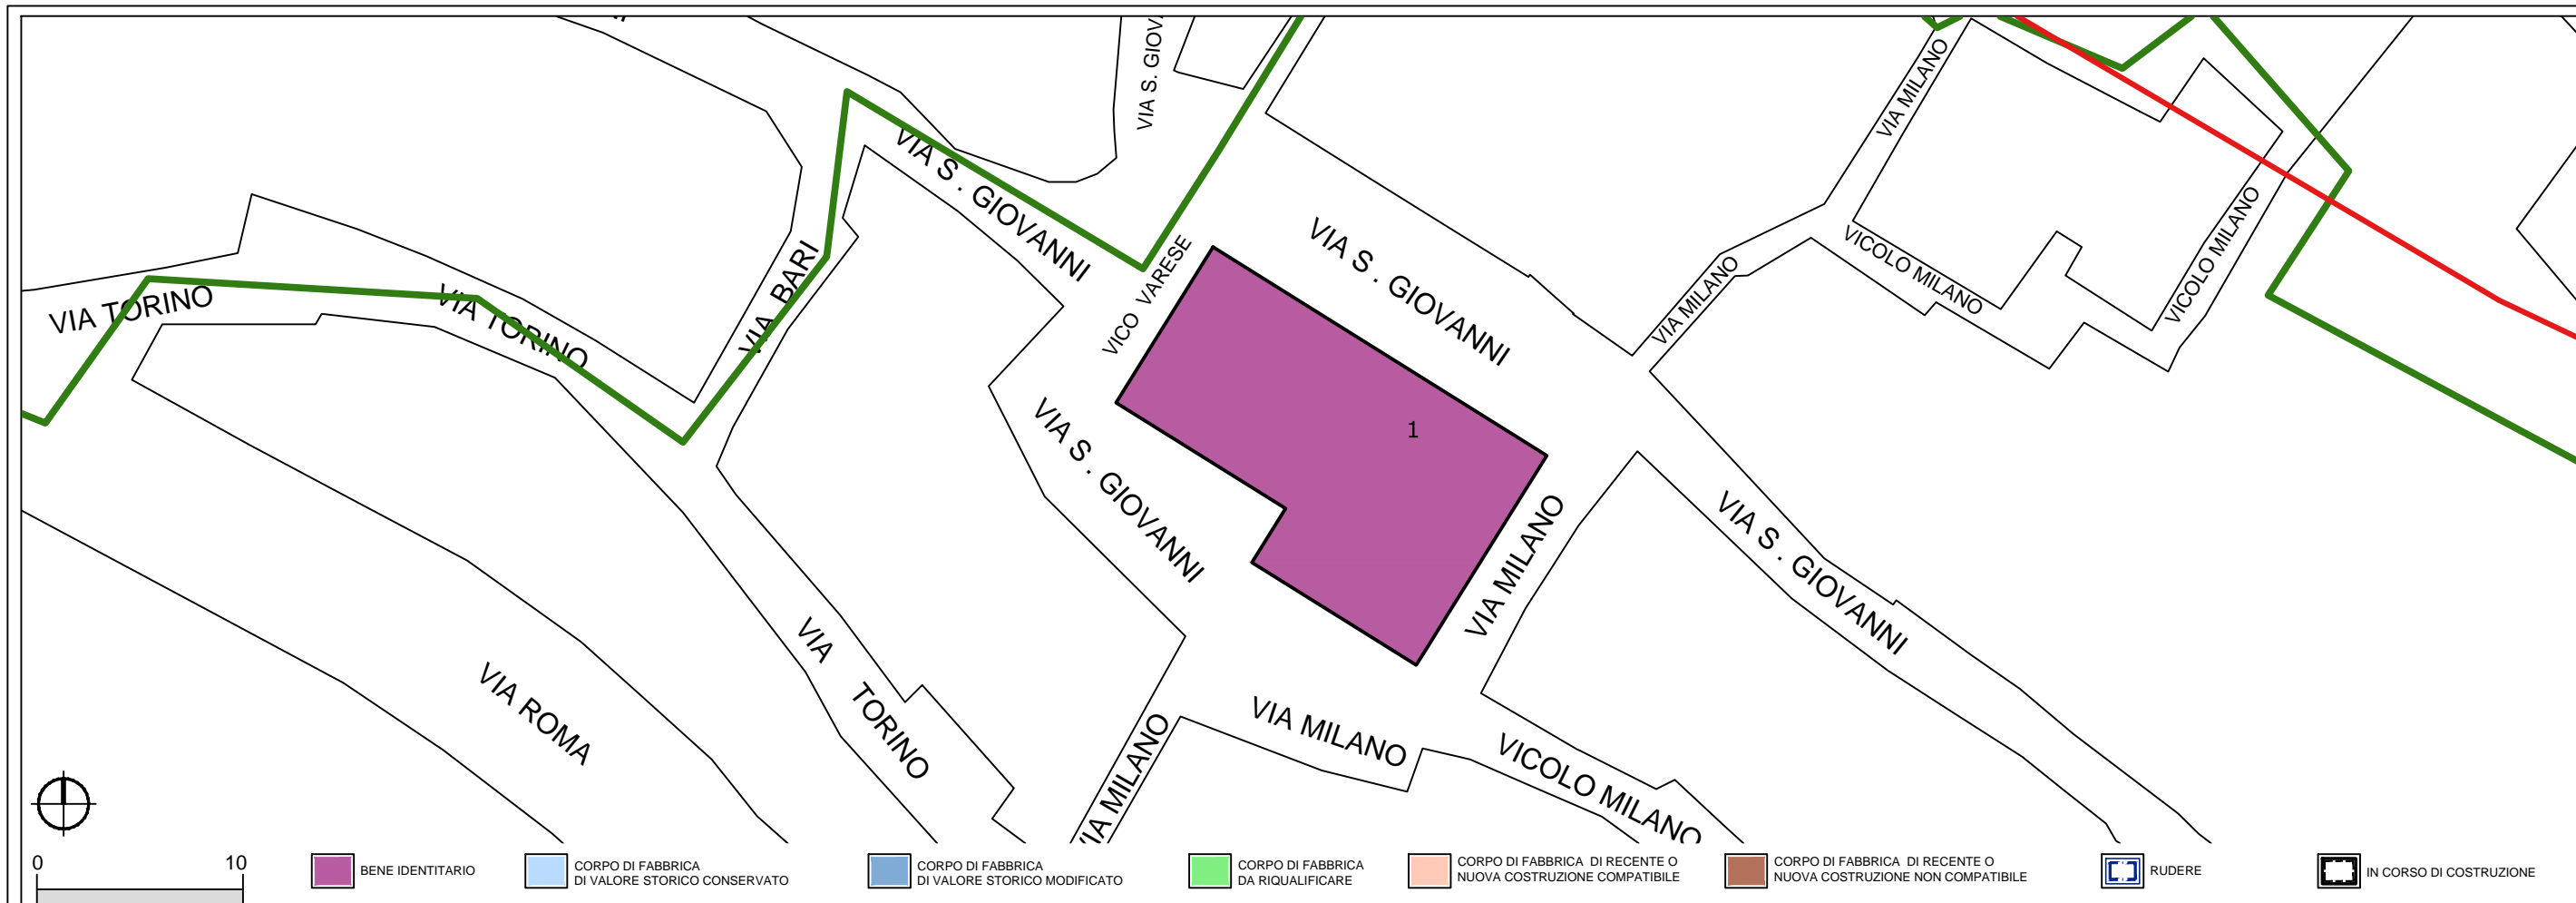 VIA S. GIOV
VIA MILANO
VIA S . GIOVANNI
VICO VARESE
VIA S . GIOVANNI
VICOLO MILANO
VICOLO MILANO
VIA TORINO
VIA TORINO
VIA BARI
VIA MILANO
1
VIA S . GIOVANNI
VIA MILANO
VIA S . GIOVANNI
VIA ROMA
VIA TORINO
VIA MILANO
VIA MILANO
VICOLO MILANO
0 10
BENE IDENTITARIO
CORPO DI FABBRICA
DI VALORE STORICO CONSERVATO
CORPO DI FABBRICA
DI VALORE STORICO MODIFICATO
CORPO DI FABBRICA
DA RIQUALIFICARE
CORPO DI FABBRICA DI RECENTE O
NUOVA COSTRUZIONE COMPATIBILE
CORPO DI FABBRICA DI RECENTE O
NUOVA COSTRUZIONE NON COMPATIBILE
RUDERE
IN CORSO DI COSTRUZIONE